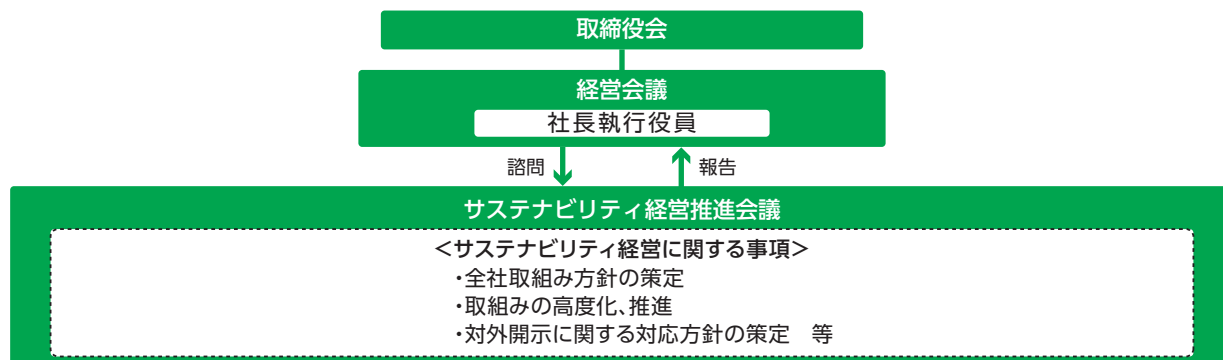 取締役会
経営会議
社長執行役員
諮問
報告
サステナビリティ経営推進会議
＜サステナビリティ経営に関する事項＞
・全社取組み方針の策定
・取組みの高度化、推進
・対外開示に関する対応方針の策定　等